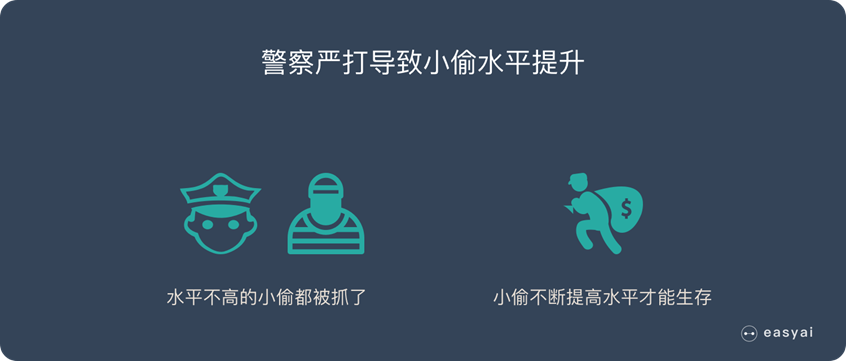 警察严打导致小偷水平提升
$
水平不高的小偷都被抓了
小偷不断提高水平才能生存
easyai